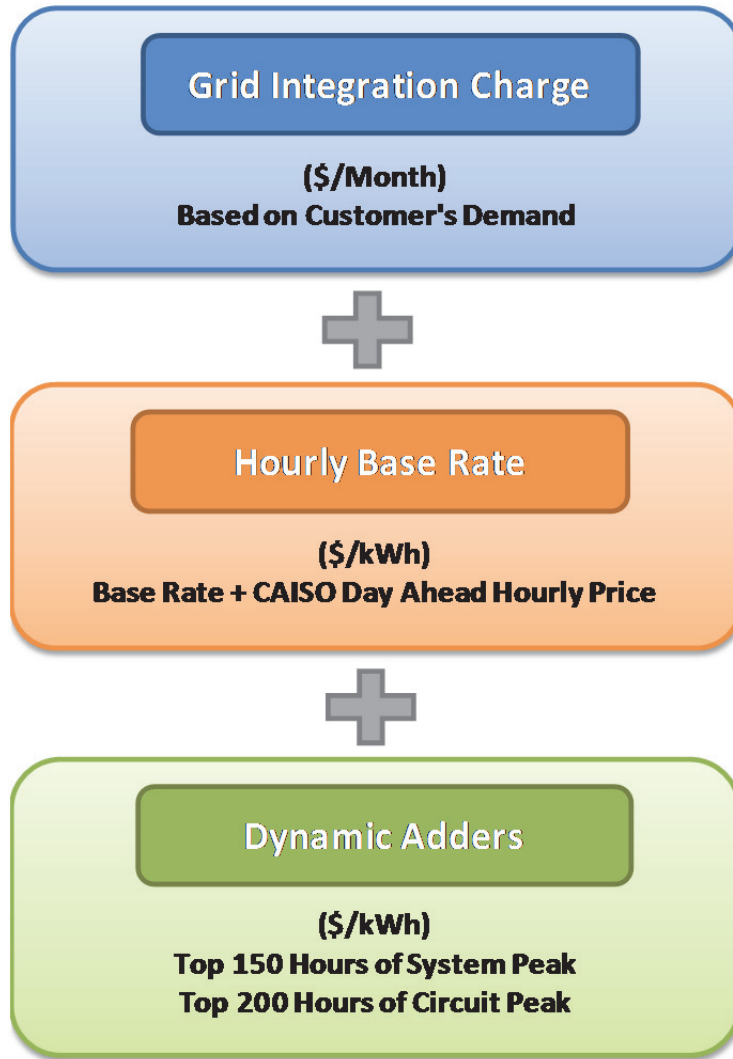 Grid Integration Charge
($/Month)
Based on Customer's Demand
Hourly Base Rate
($/kWh)
Base Rate + CAISO Day Ahead Hourly Price
Dynamic Adders
($/kWh)
Top 150 Hours of System Peak
Top 200 Hours of Circuit Peak